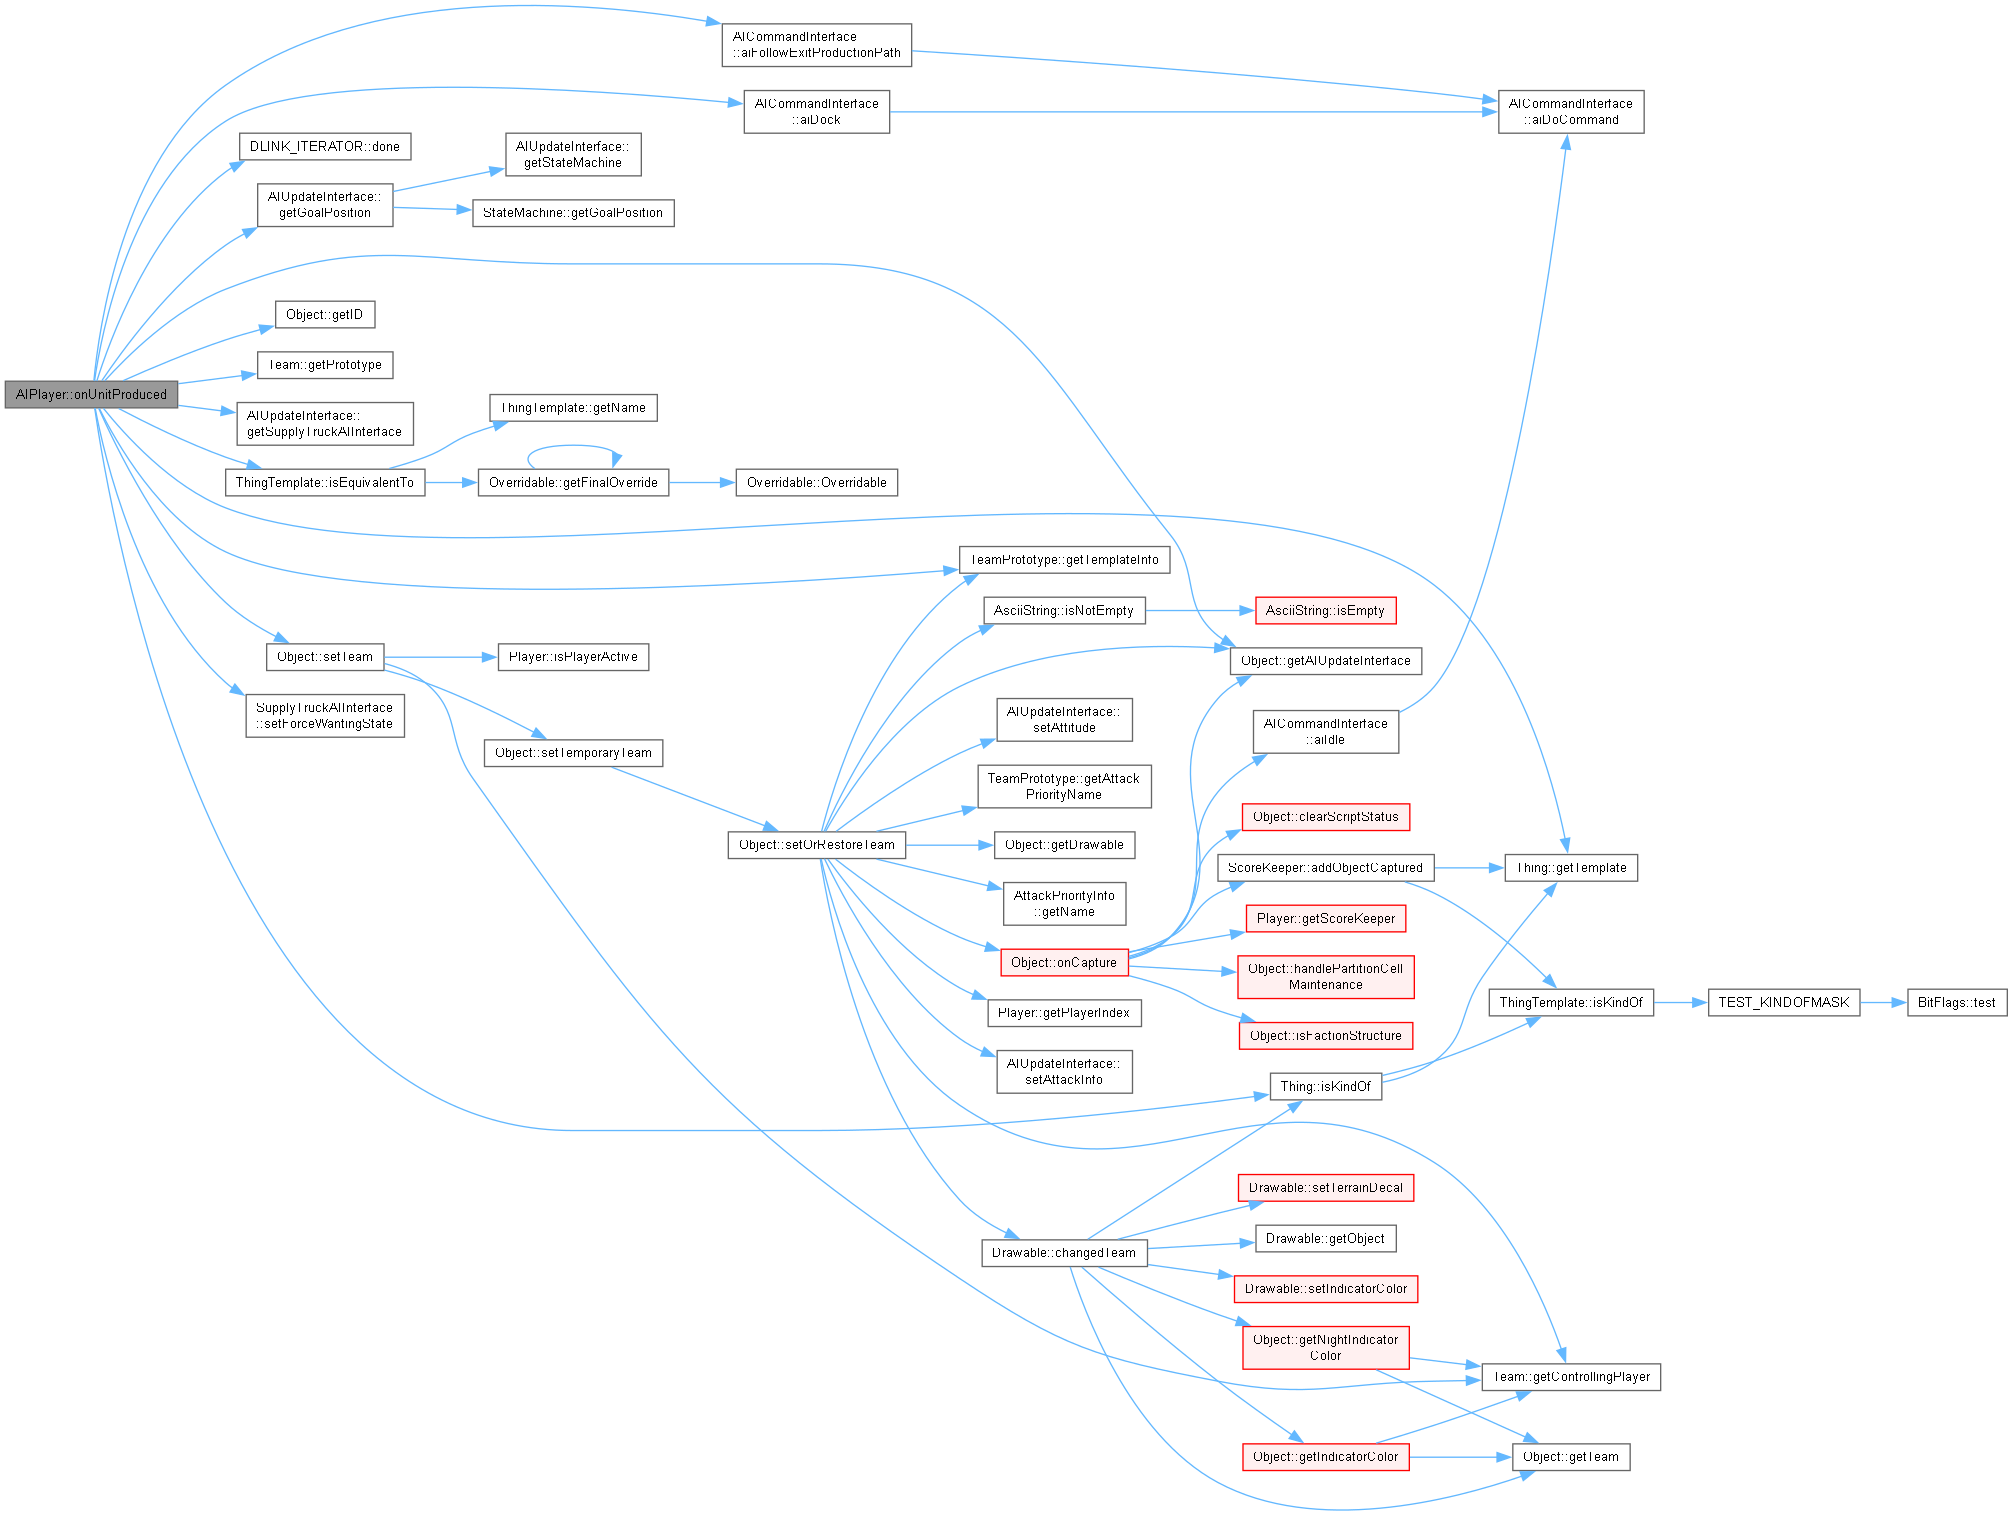 AIPlayer::onUnitProduced
AICommandInterface
::aiFollowExitProductionPath
AICommandInterface
::aiDoCommand
AICommandInterface
::aiDock
DLINK_ITERATOR::done
AIUpdateInterface::
getGoalPosition
AIUpdateInterface::
getStateMachine
StateMachine::getGoalPosition
Object::getID
Team::getPrototype
AIUpdateInterface::
getSupplyTruckAIInterface
ThingTemplate::isEquivalentTo
ThingTemplate::getName
Overridable::getFinalOverride
Overridable::Overridable
TeamPrototype::getTemplateInfo
AsciiString::isNotEmpty
AsciiString::isEmpty
Object::setTeam
Player::isPlayerActive
Object::getAIUpdateInterface
SupplyTruckAIInterface
::setForceWantingState
Object::setTemporaryTeam
AIUpdateInterface::
setAttitude
AICommandInterface
::aiIdle
TeamPrototype::getAttack
PriorityName
Object::clearScriptStatus
Object::setOrRestoreTeam
Object::getDrawable
ScoreKeeper::addObjectCaptured
Thing::getTemplate
AttackPriorityInfo
::getName
Player::getScoreKeeper
Object::onCapture
Object::handlePartitionCell
Maintenance
Player::getPlayerIndex
Object::isFactionStructure
ThingTemplate::isKindOf
TEST_KINDOFMASK
BitFlags::test
AIUpdateInterface::
setAttackInfo
Thing::isKindOf
Drawable::setTerrainDecal
Drawable::changedTeam
Drawable::getObject
Drawable::setIndicatorColor
Object::getNightIndicator
Color
Team::getControllingPlayer
Object::getIndicatorColor
Object::getTeam